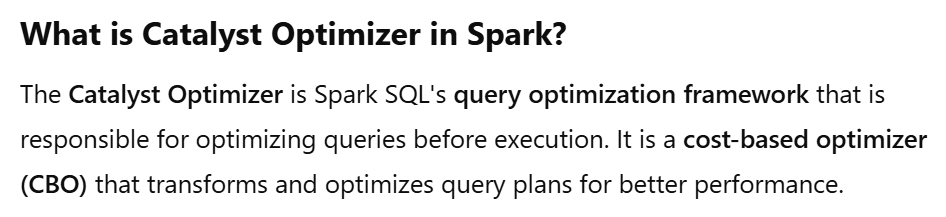 What is Catalyst Optimizer in Spark?
The Catalyst Optimizer is Spark SQL's query optimization framework that is
responsible for optimizing queries before execution. It is a cost-based optimizer
(CBO) that transforms and optimizes query plans for better performance.